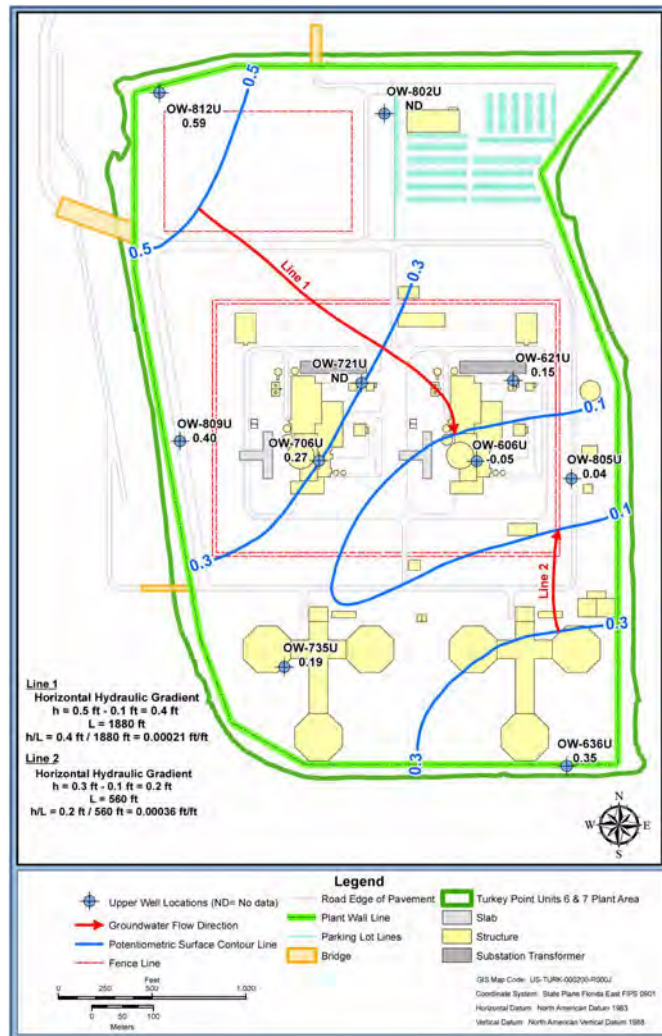 0.5
OW-812U
0.59
OW-802U
ND
0.5
Line 1
0.3
OW-721U
ND
OW-621U
0.15
0.1
OW-809U
0.40
OW-706U
0.27
OW-606U
-0.05
OW-805U
0.04
0.1
0.3
Line 2
0.3
OW-735U
0.19
0.3
OW-636U
0.35
Line 1
Horizontal Hydraulic Gradient
h = 0.5 ft - 0.1 ft = 0.4 ft
L = 1880 ft
h/L = 0.4 ft / 1880 ft = 0.00021 ft/ft
Line 2
Horizontal Hydraulic Gradient
h = 0.3 ft - 0.1 ft = 0.2 ft
L = 560 ft
h/L = 0.2 ft / 560 ft = 0.00036 ft/ft
N
W E
S
Legend
Upper Well Locations (ND= No data)
Groundwater Flow Direction
Potentiometric Surface Contour Line
Fence Line
Road Edge of Pavement
Plant Wall Line
Parking Lot Lines
Bridge
Turkey Point Units 6 & 7 Plant Area
Slab
Structure
Substation Transformer
Feet
0 250 500 1,000
0 50 100
Meters
GIS Map Code: US-TURK-000200-R000J
Coordinate System: State Plane Florida East FIPS 0901
Horizontal Datum: North American Datum 1983
Vertical Datum: North American Vertical Datum 1988